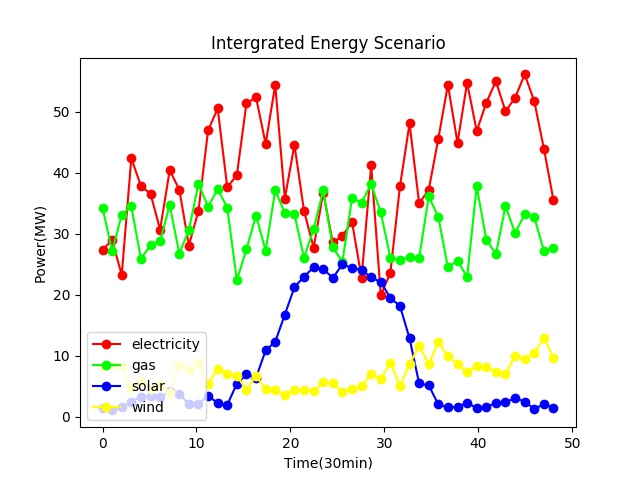 Intergrated Energy Scenario
Power(MW)
50
40
30
20
10
0
electricity
gas
solar
wind
0 10 20 30 40 50
Time(30min)